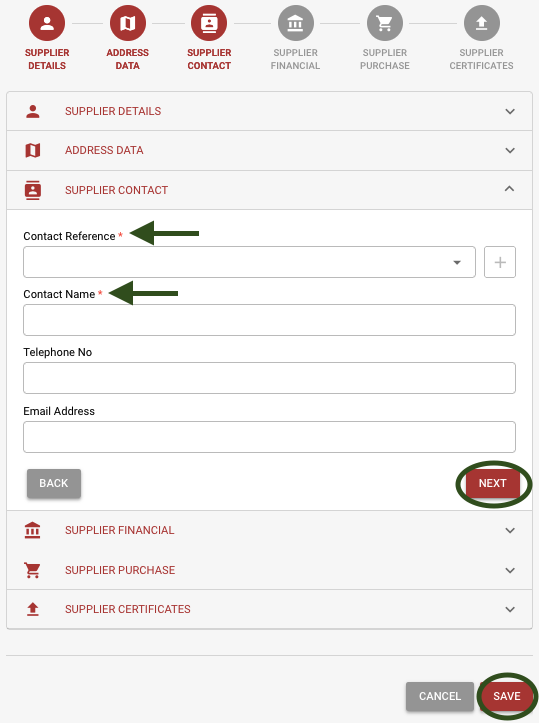 SUPPLIER DETAILS
ADDRESS DATA
SUPPLIER CONTACT
SUPPLIER FINANCIAL
SUPPLIER PURCHASE
SUPPLIER CERTIFICATES
SUPPLIER DETAILS
ADDRESS DATA
SUPPLIER CONTACT
Contact Reference *
Contact Name *
Telephone No
Email Address
BACK NEXT
SUPPLIER FINANCIAL
SUPPLIER PURCHASE
SUPPLIER CERTIFICATES
CANCEL SAVE